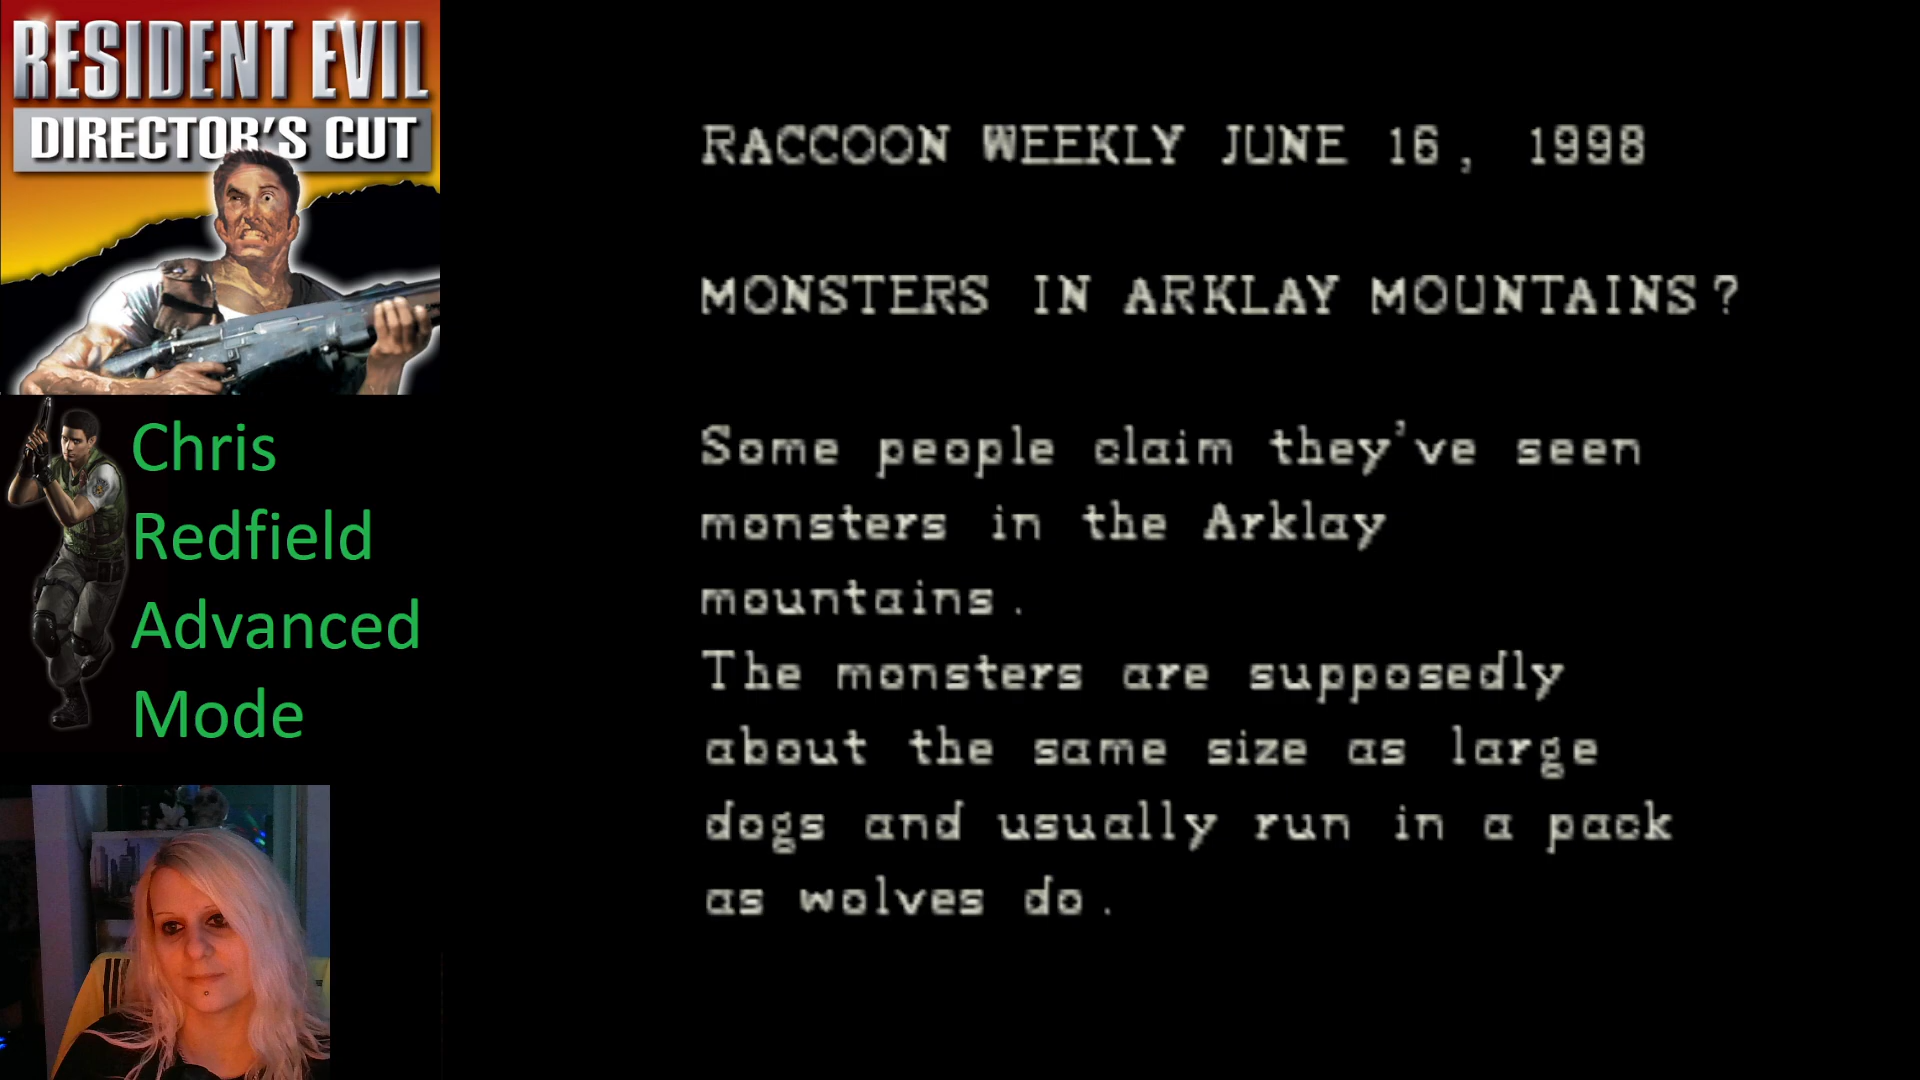 RESIDENT EVIL
DIRECTOR'S CUT
Chris
Redfield
Advanced
Mode
RACCOON WEEKLY JUNE 16, 1998
MONSTERS IN ARKLAY MOUNTAINS?
Some people claim they've seen
monsters in the Arklay
mountains.
The monsters are supposedly
about the same size as large
dogs and usually run in a pack
as wolves do.